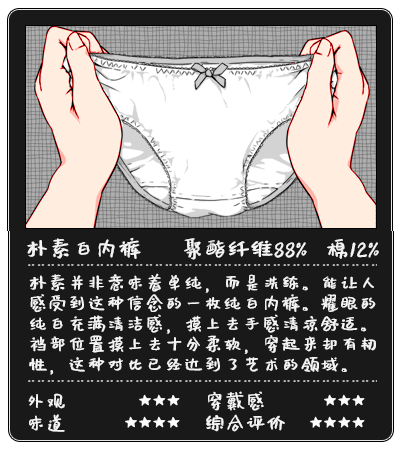 朴素白内裤 聚酯纤维88% 棉12%
朴素并非意味着单纯，而是洗练。能让人
感受到这种信念的一枚纯白内裤。耀眼的
纯白充满清洁感，摸上去手感清凉舒适。
裆部位置摸上去十分柔软，穿起来却有韧
性，这种对比已经达到了艺术的领域。
外观 ★★★ 穿戴感 ★★★
味道 ★★★★ 综合评价 ★★★★